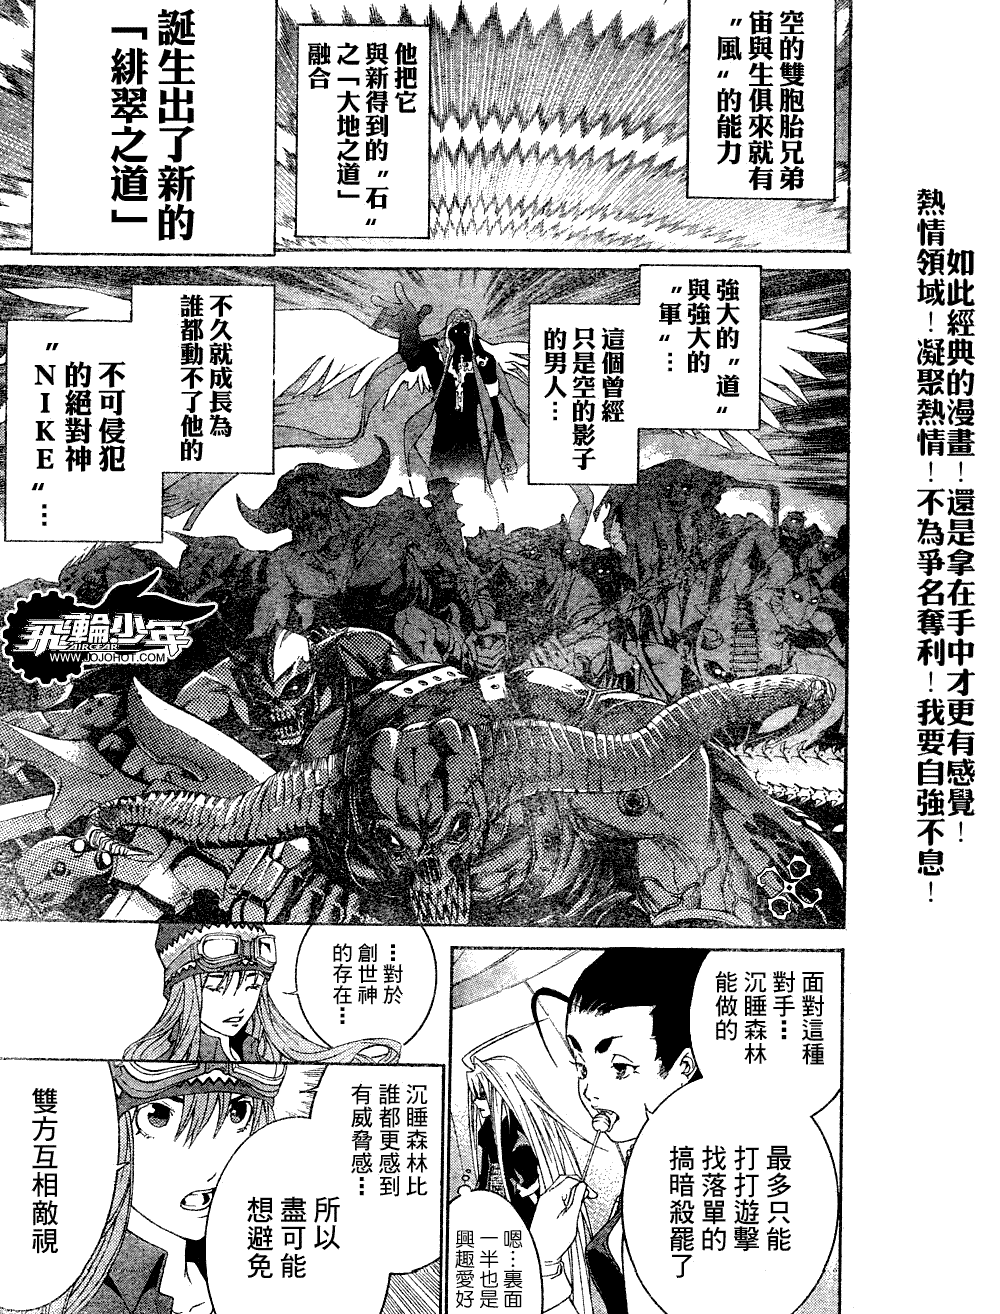 空的雙胞胎兄弟
宙與生俱來就有
〝風〞的能力
他把它
與新得到的〝石〞
之「大地之道」
融合
誕生出了新的
「緋翠之道」
強大的〝道〞
與強大的
〝軍〞…
這個曾經
只是空的影子
的男人…
不久就成長為
誰都動不了他的
不可侵犯
的絕對神
〝NIKE〞…
飛輪少年
AIRGEAR
WWW.JOJOHOT.COM
如此經典的漫畫！還是拿在手中才更有感覺！
熱情領域！凝聚熱情！不為爭名奪利！我要自強不息！
面對這種
對手…
沉睡森林
能做的
最多只能
打打遊擊
找落單的
搞暗殺罷了
嗯…裏面
一半也是
興趣愛好
…對於
創世神
的存在…
沉睡森林比
誰都更感到
有威脅感…
所以
盡可能
想避免
雙方互相敵視